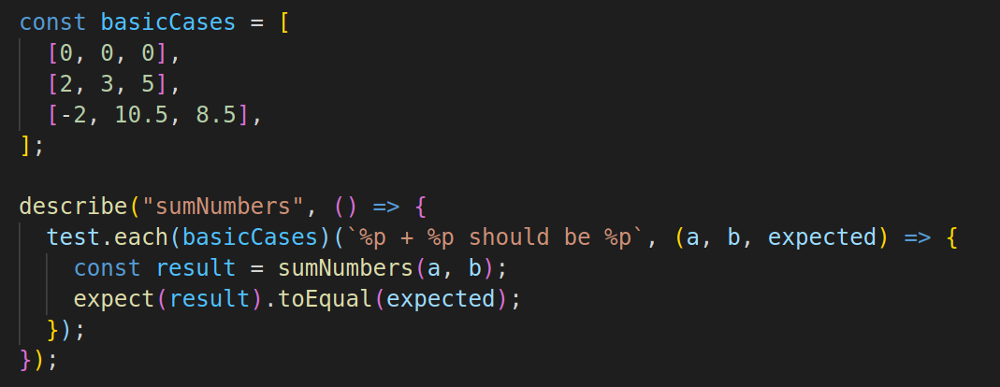 const basicCases = [
  [0, 0, 0],
  [2, 3, 5],
  [-2, 10.5, 8.5],
];

describe("sumNumbers", () => {
  test.each(basicCases)(`%p + %p should be %p`, (a, b, expected) => {
    const result = sumNumbers(a, b);
    expect(result).toEqual(expected);
  });
});